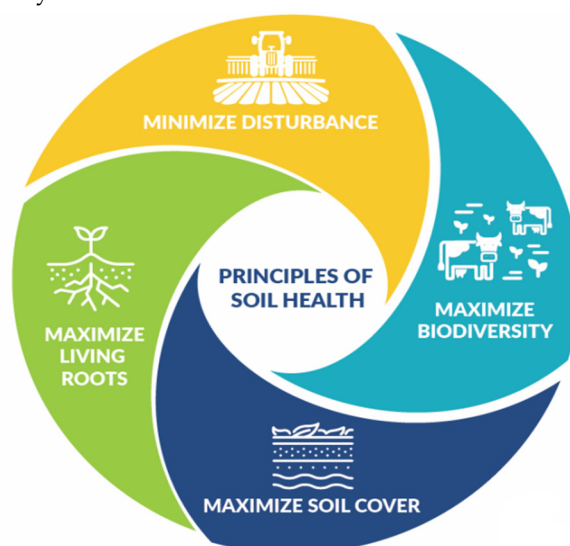 MINIMIZE DISTURBANCE
PRINCIPLES OF
SOIL HEALTH
MAXIMIZE
BIODIVERSITY
MAXIMIZE
LIVING
ROOTS
MAXIMIZE SOIL COVER